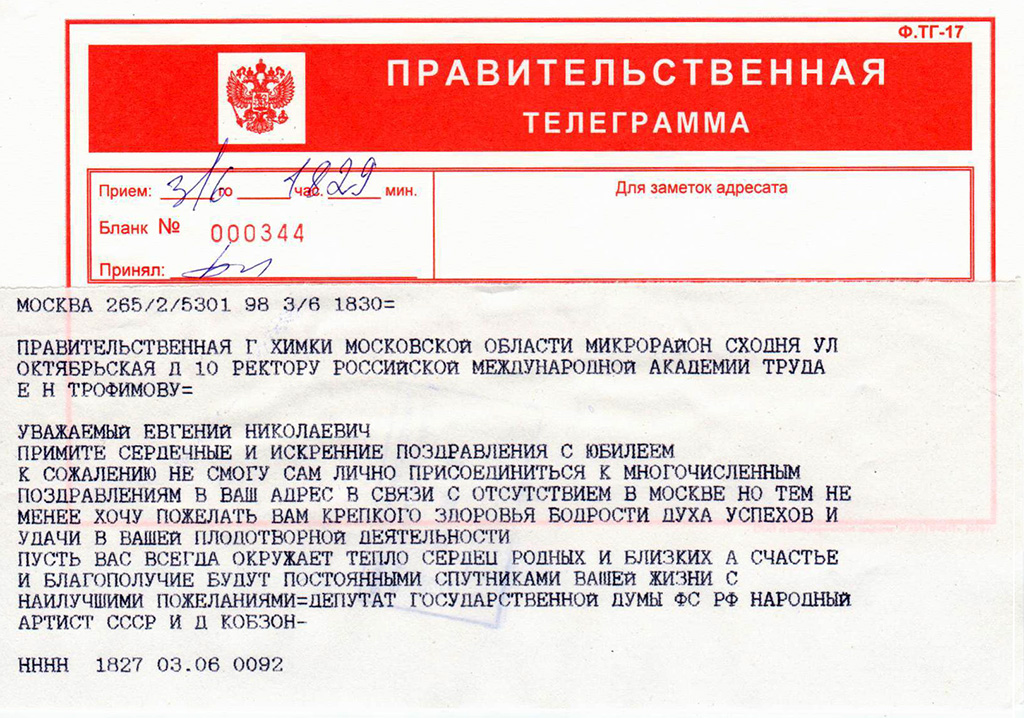 Ф.ТГ-17
ПРАВИТЕЛЬСТВЕННАЯ
ТЕЛЕГРАММА
Прием: 3/6 го 18 час. 29 мин.
Для заметок адресата
Бланк № 000344
Принял:
МОСКВА 265/2/5301 98 3/6 1830=
ПРАВИТЕЛЬСТВЕННАЯ Г ХИМКИ МОСКОВСКОЙ ОБЛАСТИ МИКРОРАЙОН СХОДНЯ УЛ
ОКТЯБРЬСКАЯ Д 10 РЕКТОРУ РОССИЙСКОЙ МЕЖДУНАРОДНОЙ АКАДЕМИИ ТРУДА
Е Н ТРОФИМОВУ=
УВАЖАЕМЫЙ ЕВГЕНИЙ НИКОЛАЕВИЧ
ПРИМИТЕ СЕРДЕЧНЫЕ И ИСКРЕННИЕ ПОЗДРАВЛЕНИЯ С ЮБИЛЕЕМ
К СОЖАЛЕНИЮ НЕ СМОГУ САМ ЛИЧНО ПРИСОЕДИНИТЬСЯ К МНОГОЧИСЛЕННЫМ
ПОЗДРАВЛЕНИЯМ В ВАШ АДРЕС В СВЯЗИ С ОТСУТСТВИЕМ В МОСКВЕ НО ТЕМ НЕ
МЕНЕЕ ХОЧУ ПОЖЕЛАТЬ ВАМ КРЕПКОГО ЗДОРОВЬЯ БОДРОСТИ ДУХА УСПЕХОВ И
УДАЧИ В ВАШЕЙ ПЛОДОТВОРНОЙ ДЕЯТЕЛЬНОСТИ
ПУСТЬ ВАС ВСЕГДА ОКРУЖАЕТ ТЕПЛО СЕРДЕЦ РОДНЫХ И БЛИЗКИХ А СЧАСТЬЕ
И БЛАГОПОЛУЧИЕ БУДУТ ПОСТОЯННЫМИ СПУТНИКАМИ ВАШЕЙ ЖИЗНИ С
НАИЛУЧШИМИ ПОЖЕЛАНИЯМИ=ДЕПУТАТ ГОСУДАРСТВЕННОЙ ДУМЫ ФС РФ НАРОДНЫЙ
АРТИСТ СССР И Д КОБЗОН-
НННН 1827 03.06 0092